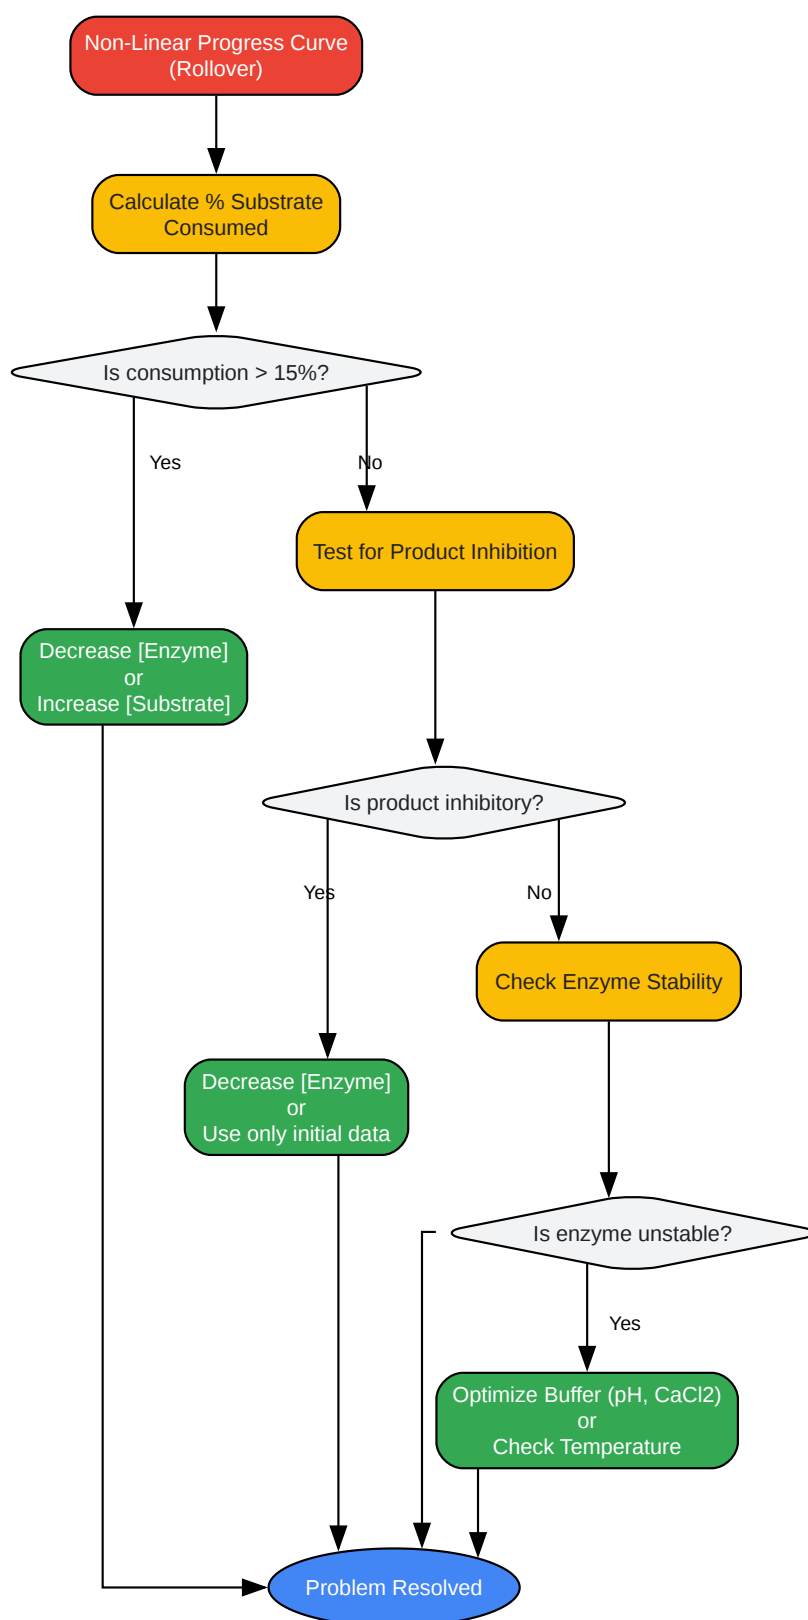 Non-Linear Progress Curve
(Rollover)
Calculate % Substrate
Consumed
Is consumption > 15%?
Yes
No
Test for Product Inhibition
Decrease [Enzyme]
or
Increase [Substrate]
Is product inhibitory?
Yes
No
Check Enzyme Stability
Decrease [Enzyme]
or
Use only initial data
Is enzyme unstable?
Yes
Optimize Buffer (pH, CaCl2)
or
Check Temperature
Problem Resolved